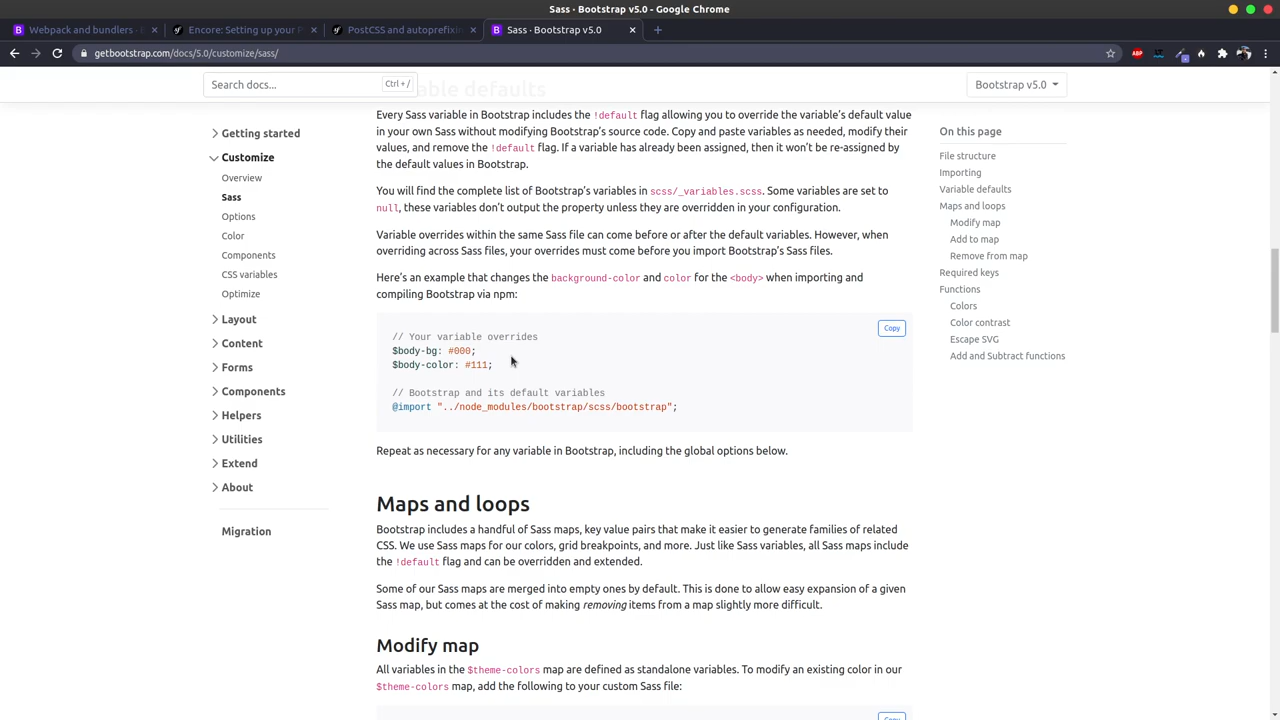 Sass · Bootstrap v5.0 - Google Chrome
Webpack and bundlers ·
Encore: Setting up your P
PostCSS and autoprefixin
Sass · Bootstrap v5.0
getbootstrap.com/docs/5.0/customize/sass/
ABP
Search docs...
Ctrl + /
Bootstrap v5.0
Getting started
Customize
Overview
Sass
Options
Color
Components
CSS variables
Optimize
Layout
Content
Forms
Components
Helpers
Utilities
Extend
About
Migration
able defaults
Every Sass variable in Bootstrap includes the !default flag allowing you to override the variable's default value
in your own Sass without modifying Bootstrap's source code. Copy and paste variables as needed, modify their
values, and remove the !default flag. If a variable has already been assigned, then it won't be re-assigned by
the default values in Bootstrap.
You will find the complete list of Bootstrap's variables in scss/_variables.scss. Some variables are set to
null, these variables don't output the property unless they are overridden in your configuration.
Variable overrides within the same Sass file can come before or after the default variables. However, when
overriding across Sass files, your overrides must come before you import Bootstrap's Sass files.
Here's an example that changes the background-color and color for the <body> when importing and
compiling Bootstrap via npm:
Copy
// Your variable overrides
$body-bg: #000;
$body-color: #111;
// Bootstrap and its default variables
@import "../node_modules/bootstrap/scss/bootstrap";
Repeat as necessary for any variable in Bootstrap, including the global options below.
Maps and loops
Bootstrap includes a handful of Sass maps, key value pairs that make it easier to generate families of related
CSS. We use Sass maps for our colors, grid breakpoints, and more. Just like Sass variables, all Sass maps include
the !default flag and can be overridden and extended.
Some of our Sass maps are merged into empty ones by default. This is done to allow easy expansion of a given
Sass map, but comes at the cost of making removing items from a map slightly more difficult.
Modify map
All variables in the $theme-colors map are defined as standalone variables. To modify an existing color in our
$theme-colors map, add the following to your custom Sass file:
Copy
On this page
File structure
Importing
Variable defaults
Maps and loops
Modify map
Add to map
Remove from map
Required keys
Functions
Colors
Color contrast
Escape SVG
Add and Subtract functions